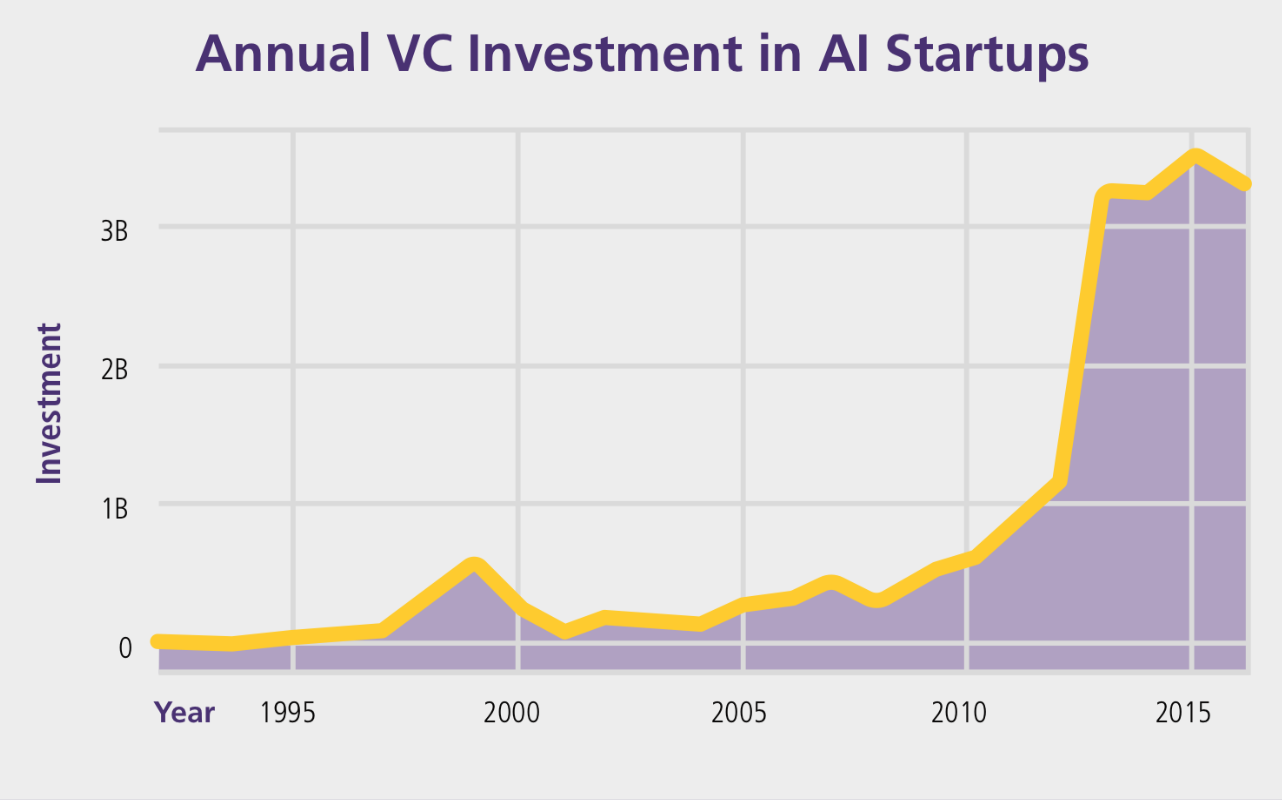 Annual VC Investment in AI Startups
Investment
3B
2B
1B
0
Year 1995 2000 2005 2010 2015